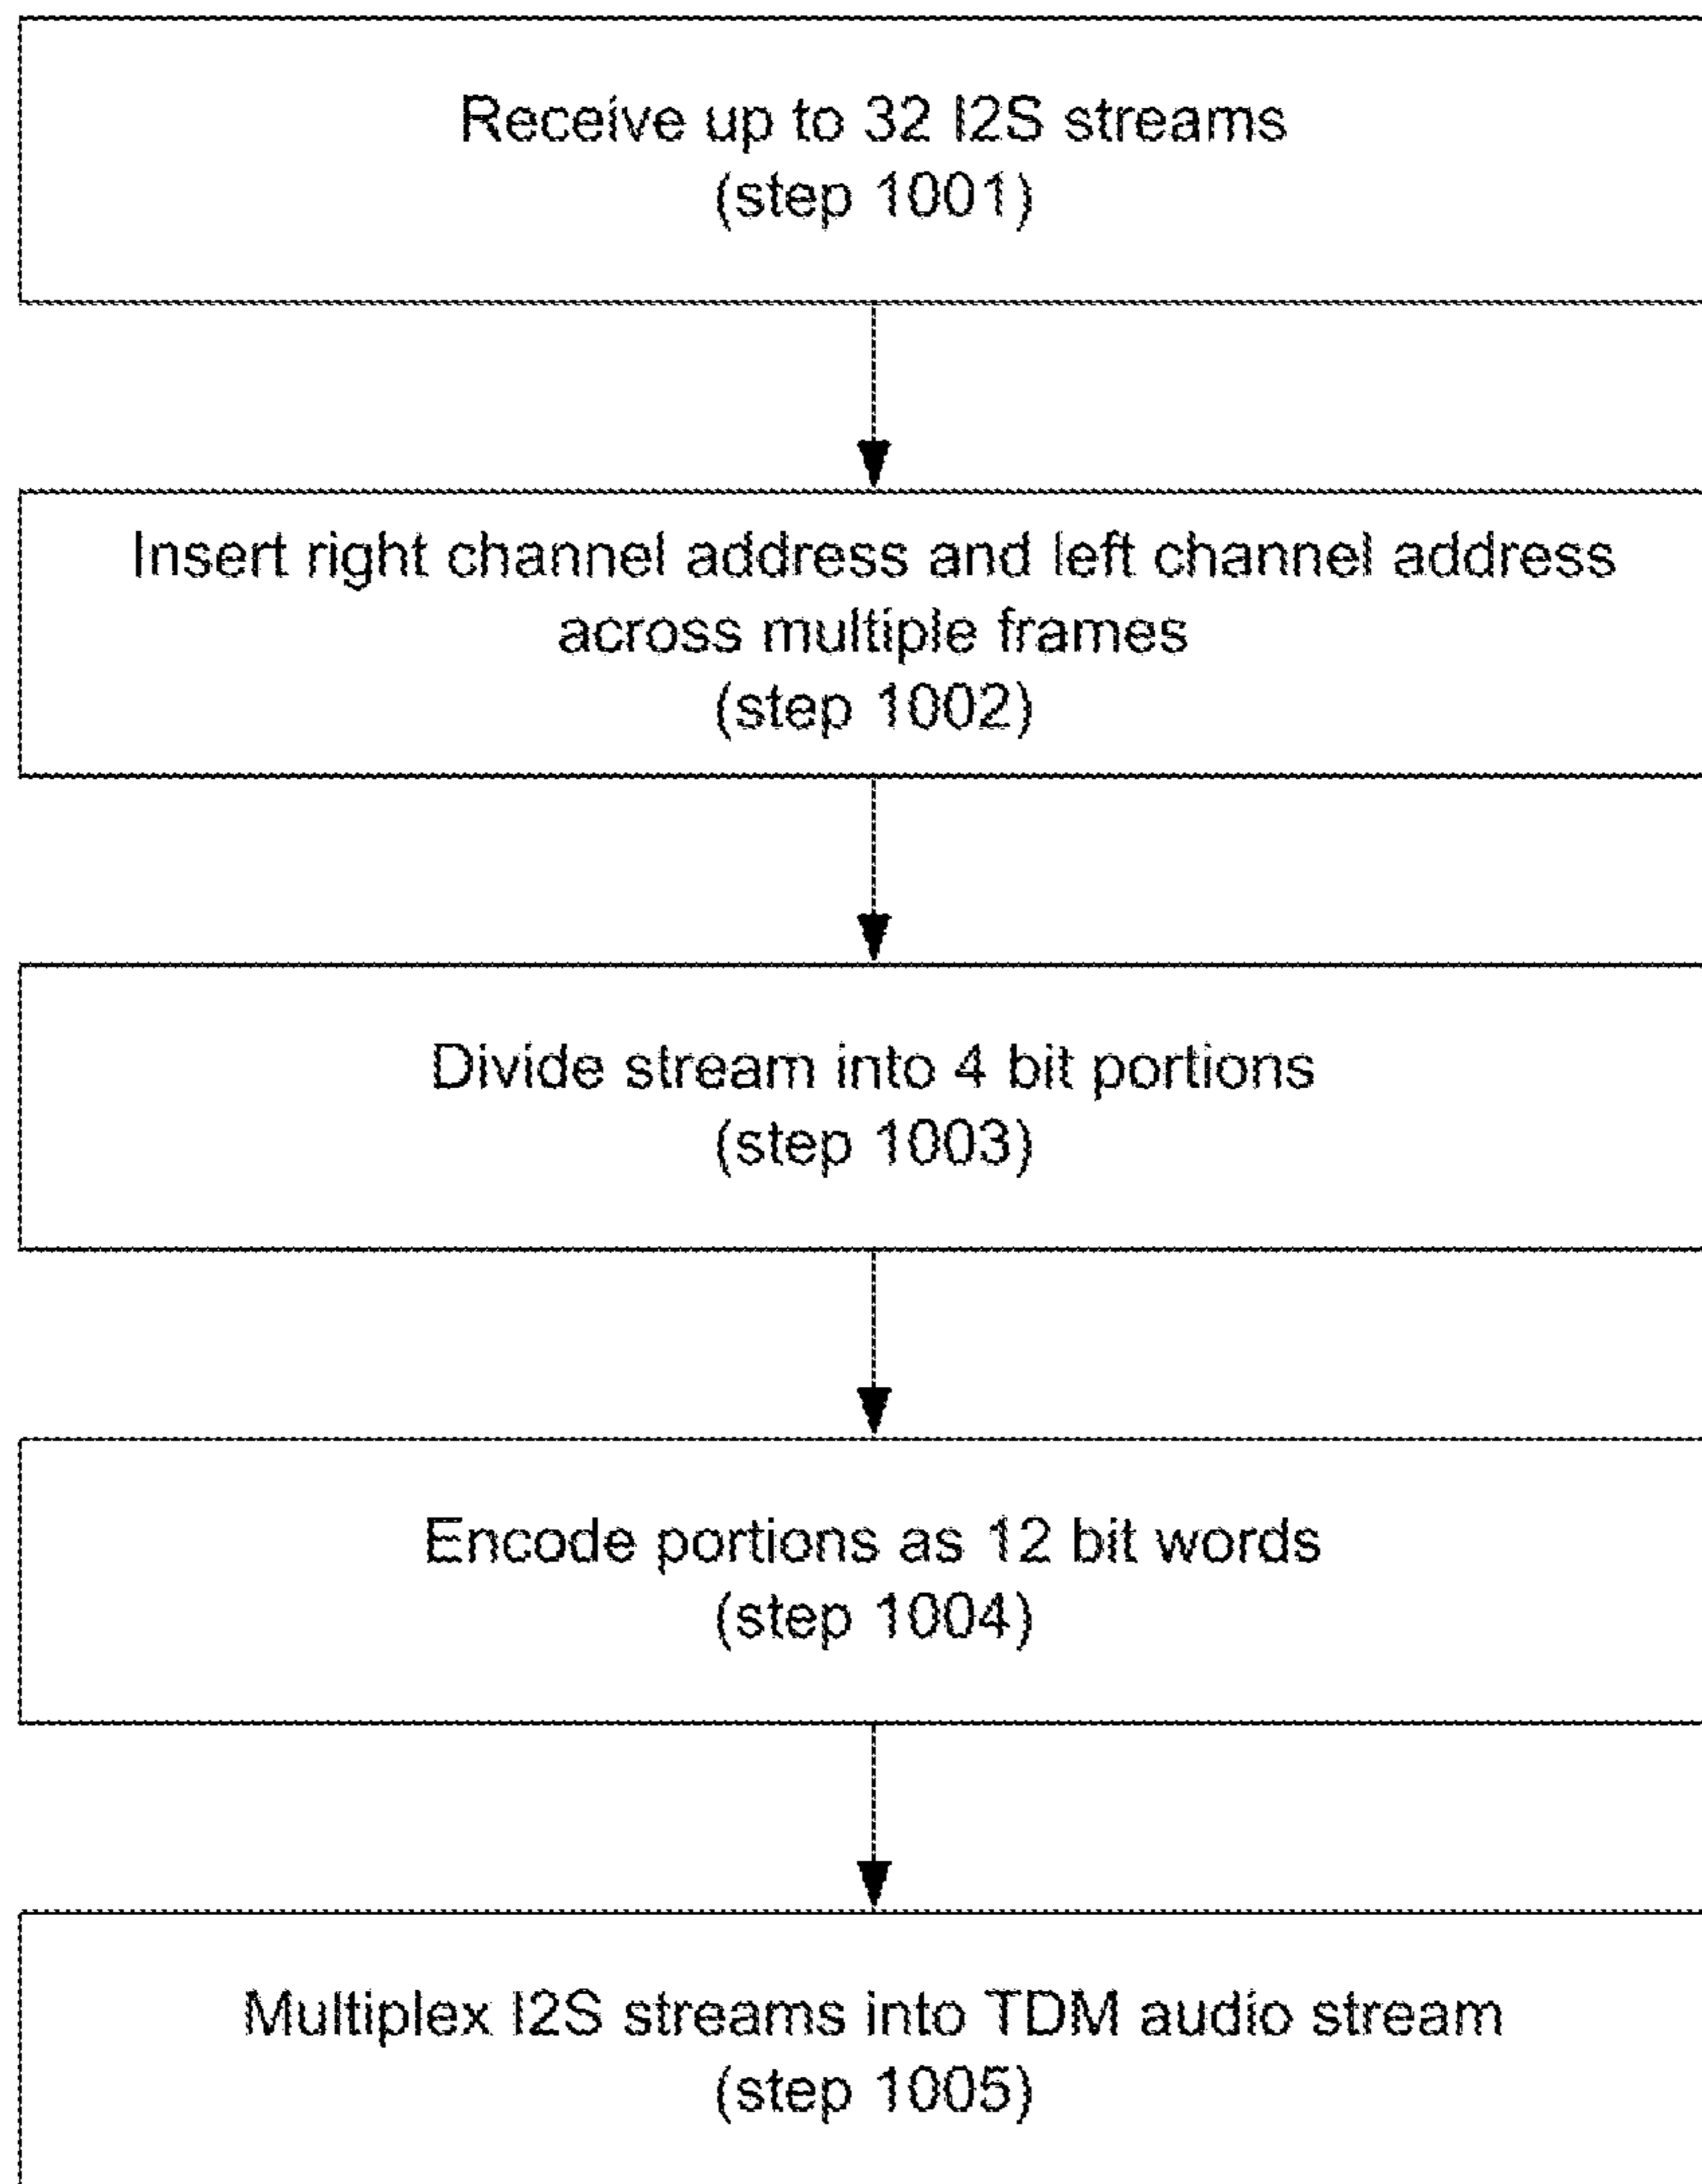 Receive up to 32 I2S streams
(step 1001)
Insert right channel address and left channel address
across multiple frames
(step 1002)
Divide stream into 4 bit portions
(step 1003)
Encode portions as 12 bit words
(step 1004)
Multiplex I2S streams into TDM audio stream
(step 1005)